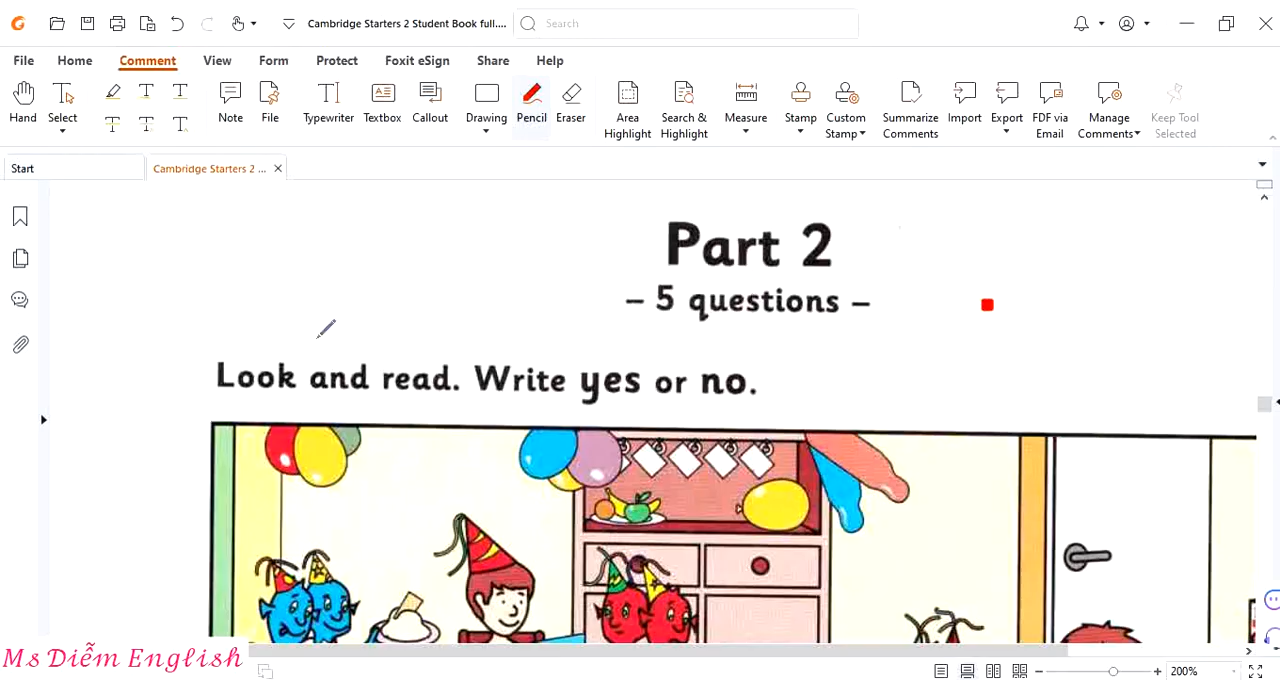 Cambridge Starters 2 Student Book full....
Search
File Home Comment View Form Protect Foxit eSign Share Help
Hand Select Note File Typewriter Textbox Callout Drawing Pencil Eraser Area Highlight Search & Highlight Measure Stamp Custom Stamp Summarize Comments Import Export FDF via Email Manage Comments Keep Tool Selected
Start
Cambridge Starters 2 ...
Part 2
– 5 questions –
Look and read. Write yes or no.
Ms Diễm English
200%